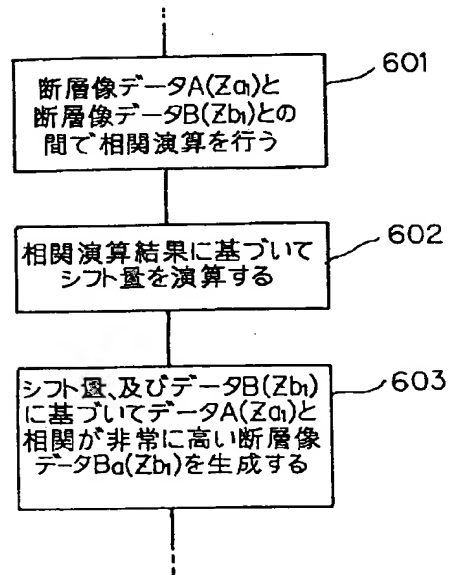 断層像データA(Za₁)と
断層像データB(Zb₁)との
間で相関演算を行う
601
相関演算結果に基づいて
シフト量を演算する
602
シフト量、及びデータB(Zb₁)
に基づいてデータA(Za₁)と
相関が非常に高い断層像
データBa(Zb₁)を生成する
603